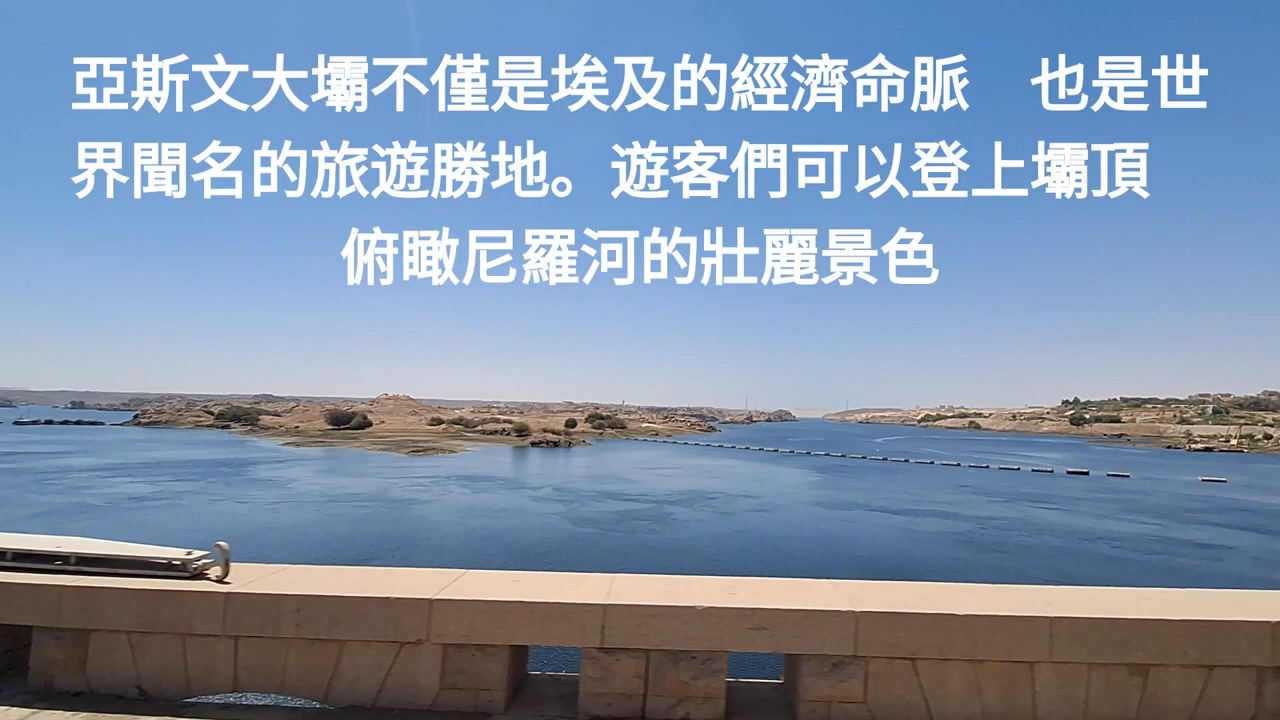 亞斯文大壩不僅是埃及的經濟命脈　也是世
界聞名的旅遊勝地。遊客們可以登上壩頂
俯瞰尼羅河的壯麗景色